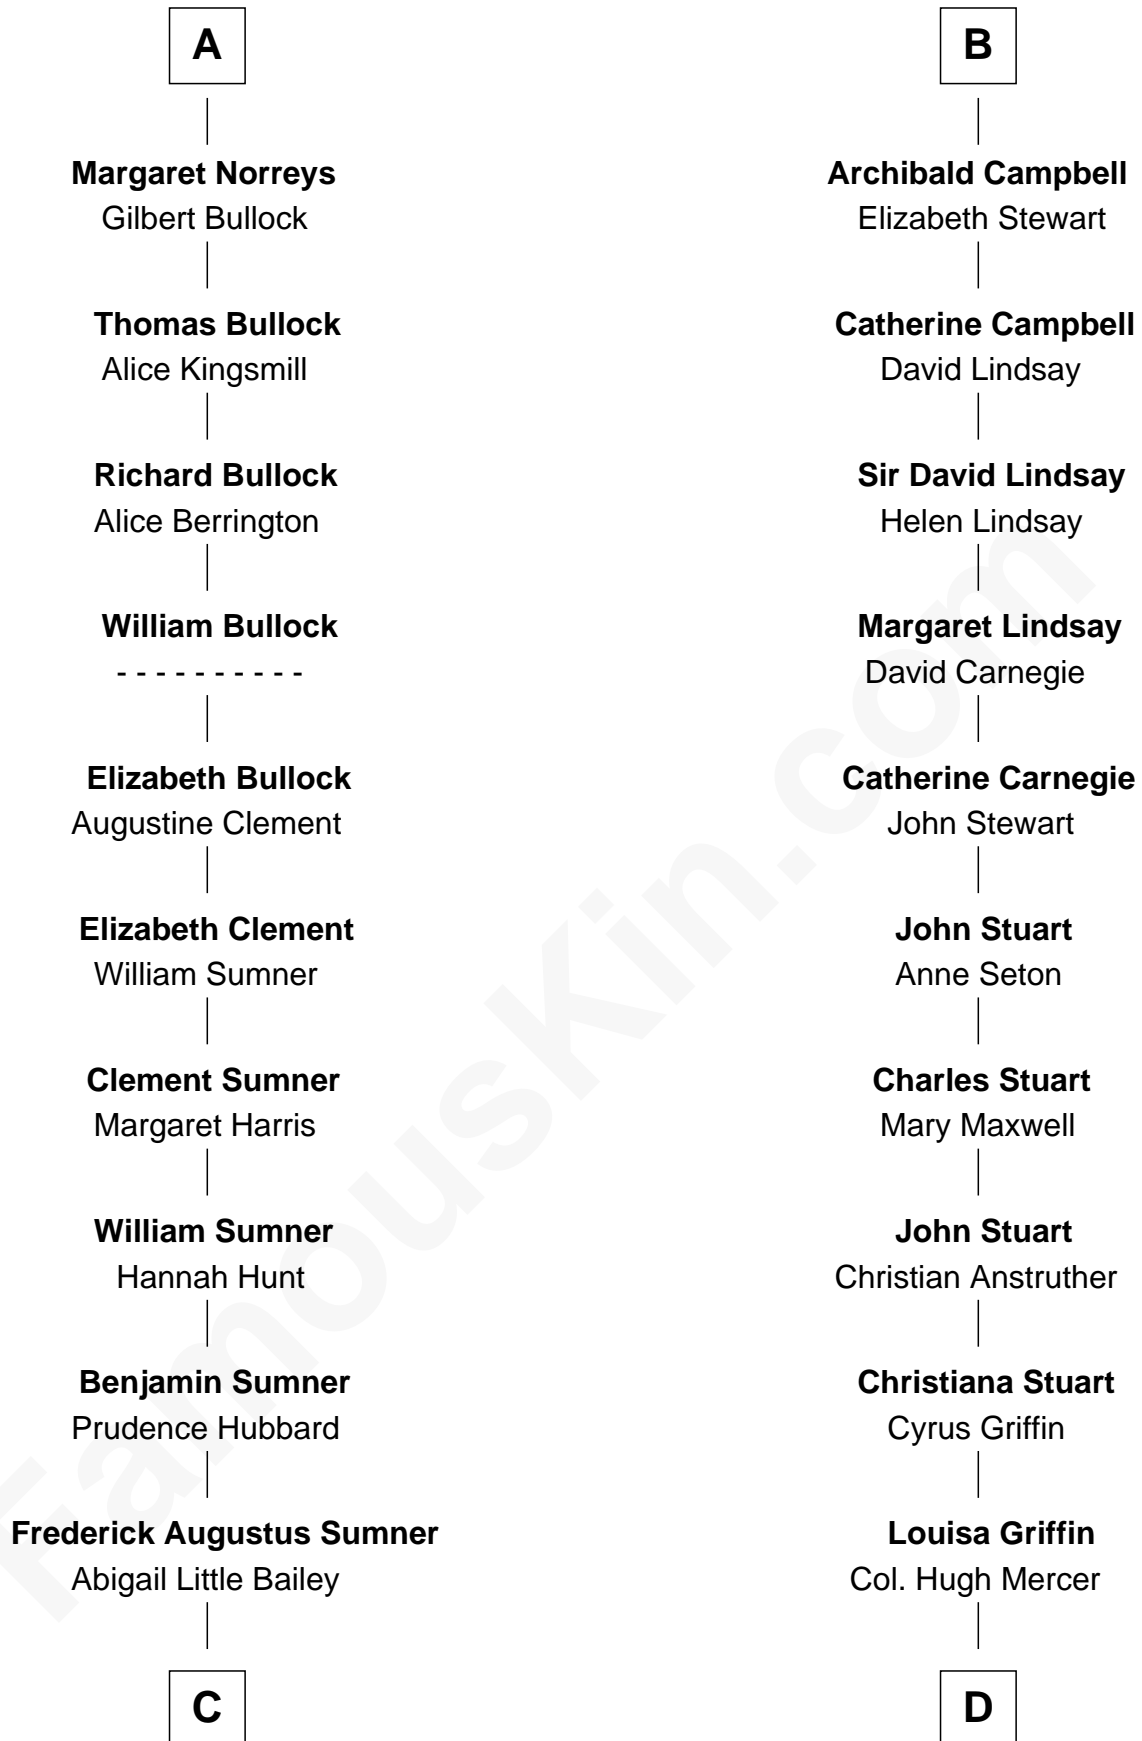 A
Margaret Norreys
Gilbert Bullock
Thomas Bullock
Alice Kingsmill
Richard Bullock
Alice Berrington
William Bullock
- - - - - - - - - -
Elizabeth Bullock
Augustine Clement
Elizabeth Clement
William Sumner
Clement Sumner
Margaret Harris
William Sumner
Hannah Hunt
Benjamin Sumner
Prudence Hubbard
Frederick Augustus Sumner
Abigail Little Bailey
C
B
Archibald Campbell
Elizabeth Stewart
Catherine Campbell
David Lindsay
Sir David Lindsay
Helen Lindsay
Margaret Lindsay
David Carnegie
Catherine Carnegie
John Stewart
John Stuart
Anne Seton
Charles Stuart
Mary Maxwell
John Stuart
Christian Anstruther
Christiana Stuart
Cyrus Griffin
Louisa Griffin
Col. Hugh Mercer
D
FamousKin.com